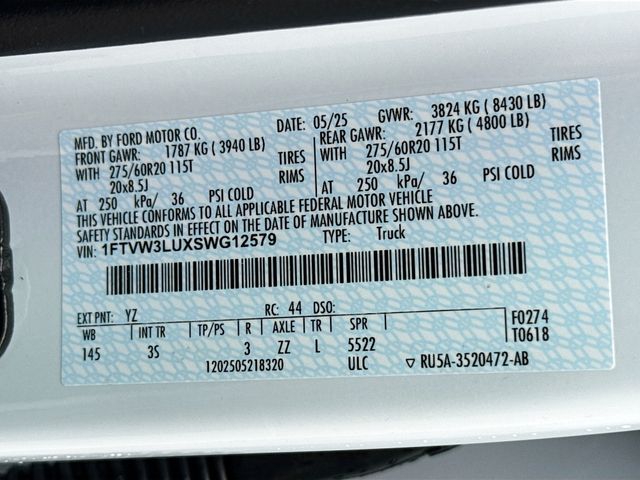 MFD. BY FORD MOTOR CO. DATE: 05/25 GVWR: 3824 KG ( 8430 LB)
FRONT GAWR: 1787 KG ( 3940 LB) REAR GAWR: 2177 KG ( 4800 LB)
WITH 275/60R20 115T TIRES WITH 275/60R20 115T TIRES
20x8.5J RIMS 20x8.5J RIMS
AT 250 kPa/ 36 PSI COLD AT 250 kPa/ 36 PSI COLD
THIS VEHICLE CONFORMS TO ALL APPLICABLE FEDERAL MOTOR VEHICLE
SAFETY STANDARDS IN EFFECT ON THE DATE OF MANUFACTURE SHOWN ABOVE.
VIN: 1FTVW3LUXSWG12579 TYPE: Truck
EXT PNT: YZ RC: 44 DSO:
WB INT TR TP/PS R AXLE TR SPR F0274
145 3S 3 ZZ L 5522 T0618
1202505218320 ULC ▽ RU5A-3520472-AB